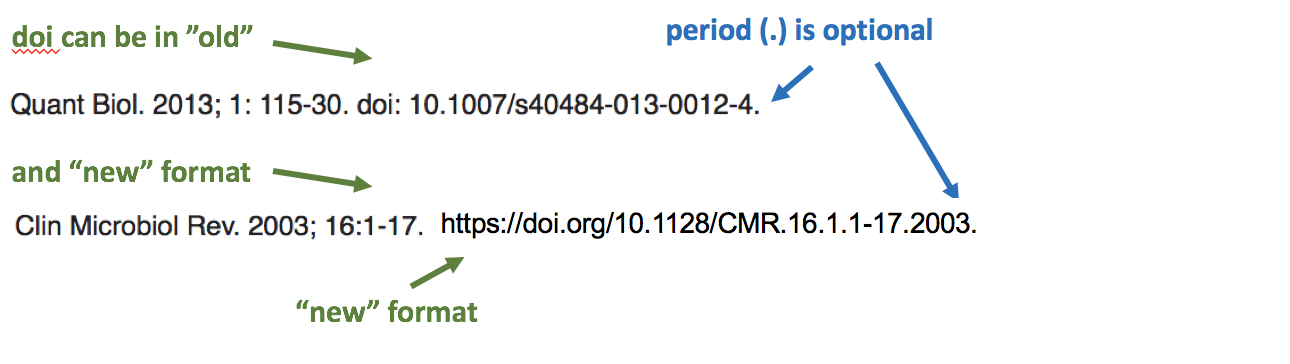 doi can be in ”old”
period (.) is optional
Quant Biol. 2013; 1: 115-30. doi: 10.1007/s40484-013-0012-4.
and “new” format
Clin Microbiol Rev. 2003; 16:1-17. https://doi.org/10.1128/CMR.16.1.1-17.2003.
“new” format